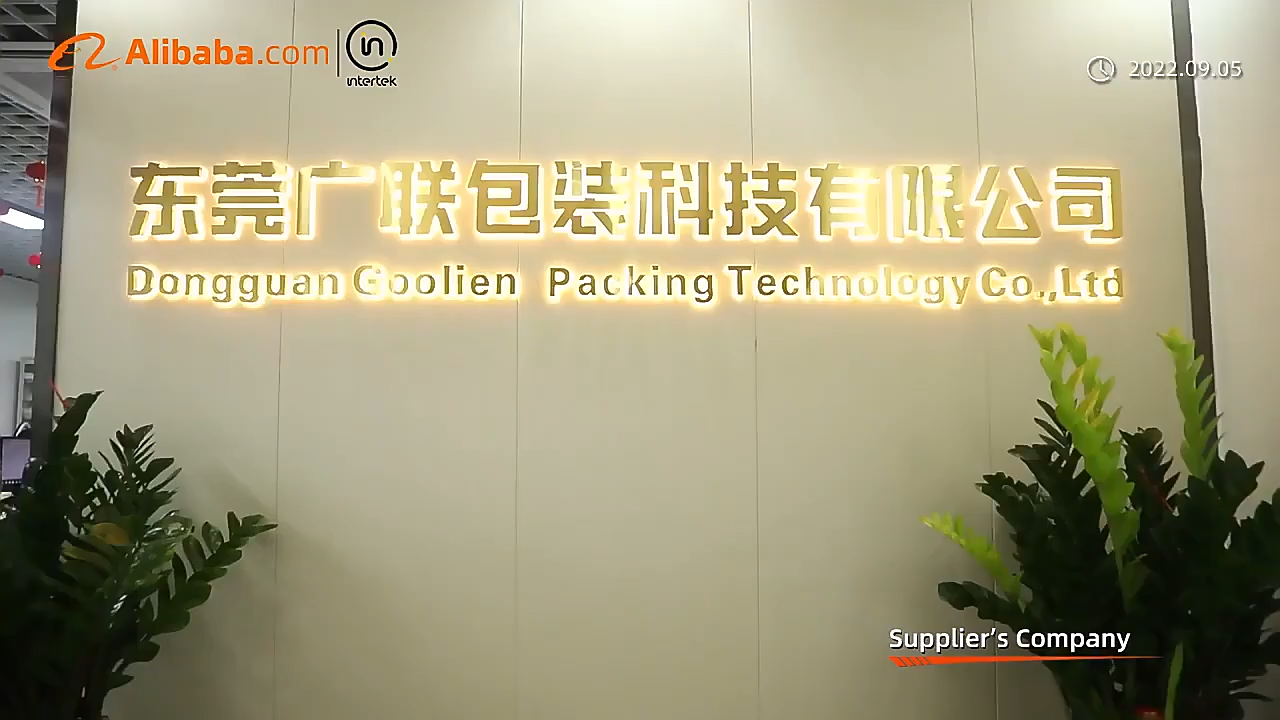 Alibaba.com
intertek
2022.09.05
东莞广联包装科技有限公司
Dongguan Goolien Packing Technology Co.,Ltd
Supplier's Company